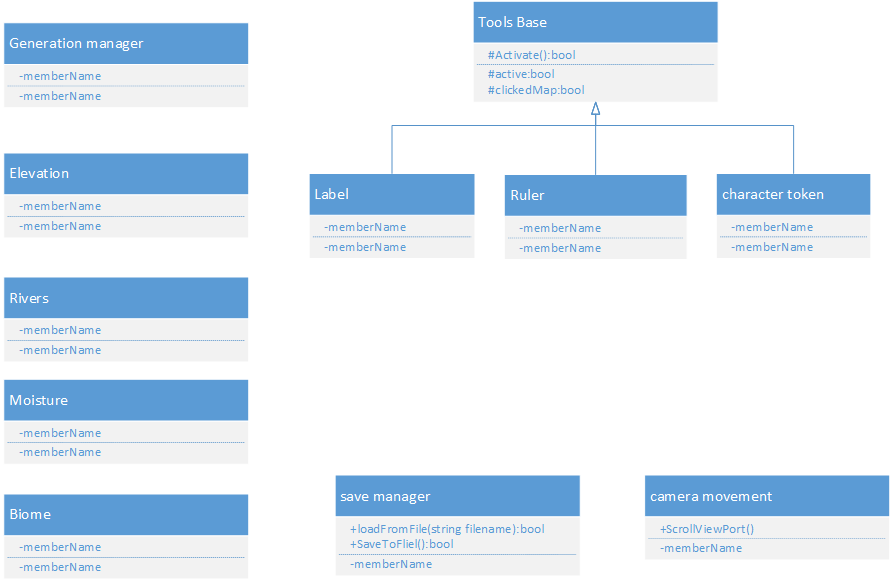 Generation manager
-memberName
-memberName
Elevation
-memberName
-memberName
Rivers
-memberName
-memberName
Moisture
-memberName
-memberName
Biome
-memberName
-memberName
Tools Base
#Activate():bool
#active:bool
#clickedMap:bool
Label
-memberName
-memberName
Ruler
-memberName
-memberName
character token
-memberName
-memberName
save manager
+loadFromFile(string filename):bool
+SaveToFliel():bool
-memberName
camera movement
+ScrollViewPort()
-memberName